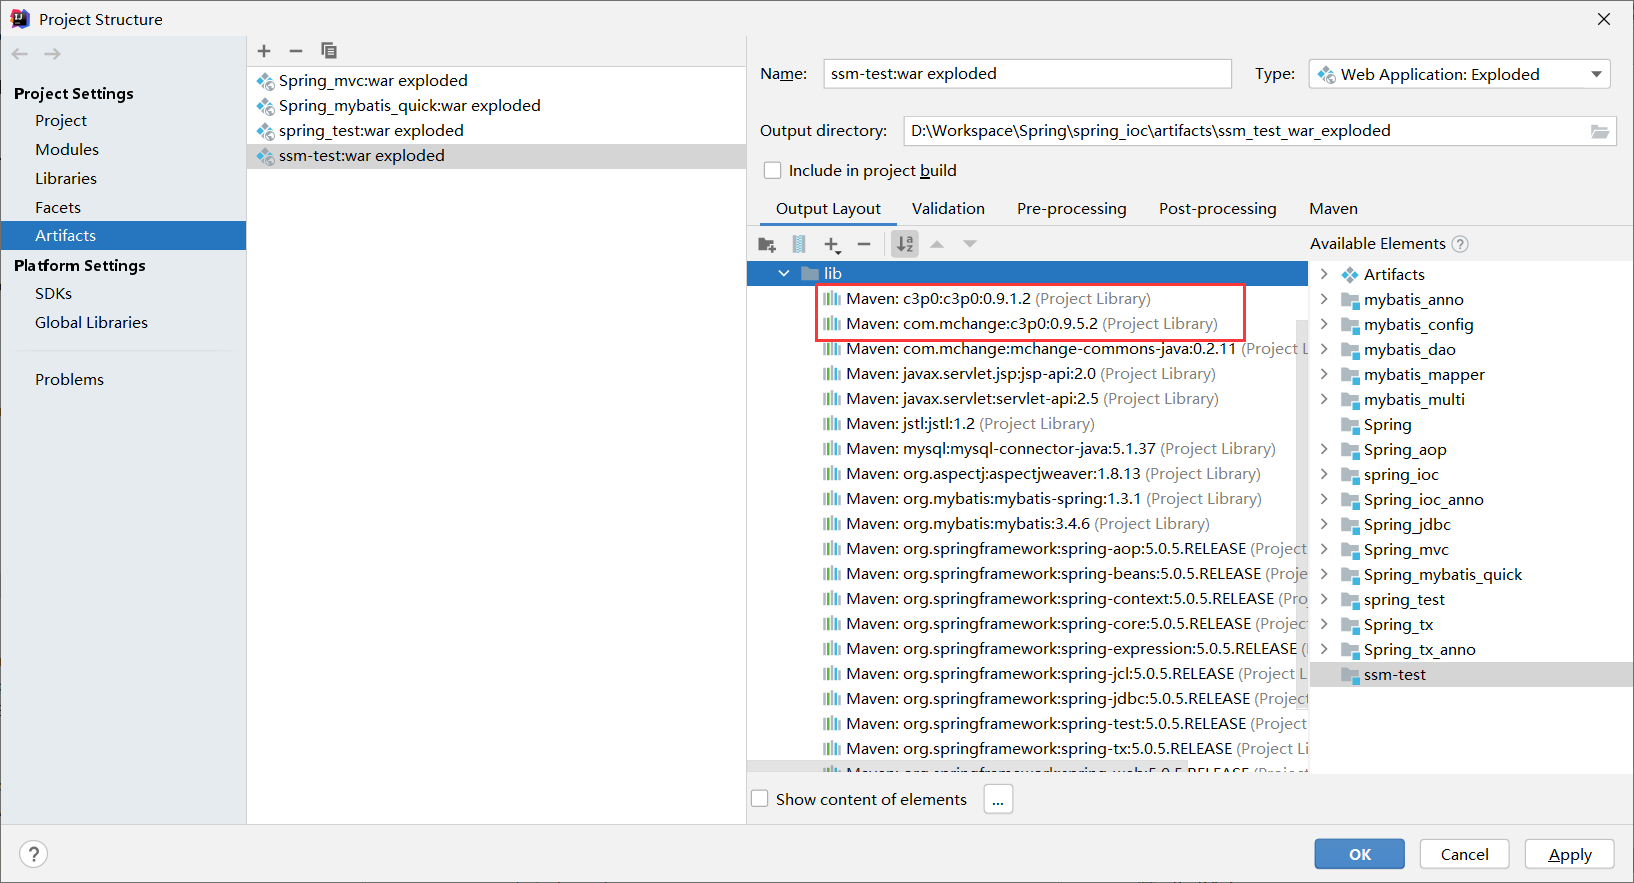 Project Structure
Project Settings
Project
Modules
Libraries
Facets
Artifacts
Platform Settings
SDKs
Global Libraries
Problems
Spring_mvc:war exploded
Spring_mybatis_quick:war exploded
spring_test:war exploded
ssm-test:war exploded
Name: ssm-test:war exploded
Type: Web Application: Exploded
Output directory: D:\Workspace\Spring\spring_ioc\artifacts\ssm_test_war_exploded
Include in project build
Output Layout Validation Pre-processing Post-processing Maven
lib
Maven: c3p0:c3p0:0.9.1.2 (Project Library)
Maven: com.mchange:c3p0:0.9.5.2 (Project Library)
Maven: com.mchange:mchange-commons-java:0.2.11 (Project L
Maven: javax.servlet.jsp:jsp-api:2.0 (Project Library)
Maven: javax.servlet:servlet-api:2.5 (Project Library)
Maven: jstl:jstl:1.2 (Project Library)
Maven: mysql:mysql-connector-java:5.1.37 (Project Library)
Maven: org.aspectj:aspectjweaver:1.8.13 (Project Library)
Maven: org.mybatis:mybatis-spring:1.3.1 (Project Library)
Maven: org.mybatis:mybatis:3.4.6 (Project Library)
Maven: org.springframework:spring-aop:5.0.5.RELEASE (Project
Maven: org.springframework:spring-beans:5.0.5.RELEASE (Proje
Maven: org.springframework:spring-context:5.0.5.RELEASE (Pro
Maven: org.springframework:spring-core:5.0.5.RELEASE (Projec
Maven: org.springframework:spring-expression:5.0.5.RELEASE (
Maven: org.springframework:spring-jcl:5.0.5.RELEASE (Project L
Maven: org.springframework:spring-jdbc:5.0.5.RELEASE (Project
Maven: org.springframework:spring-test:5.0.5.RELEASE (Project
Maven: org.springframework:spring-tx:5.0.5.RELEASE (Project Li
Available Elements ?
Artifacts
mybatis_anno
mybatis_config
mybatis_dao
mybatis_mapper
mybatis_multi
Spring
Spring_aop
spring_ioc
Spring_ioc_anno
Spring_jdbc
Spring_mvc
Spring_mybatis_quick
spring_test
Spring_tx
Spring_tx_anno
ssm-test
Show content of elements ...
? OK Cancel Apply